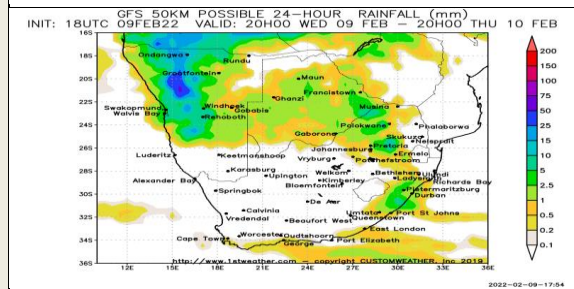 GFS 50KM POSSIBLE 24-HOUR RAINFALL (mm)
INIT: 18UTC 09FEB22 VALID: 20H00 WED 09 FEB - 20H00 THU 10 FEB
16S
18S
20S
22S
24S
26S
28S
30S
32S
34S
36S
Ondangwa
Rundu
Grootfontein
Maun
Francistown
Ghanzi
Windhoek
Gobabis
Swakopmund
Walvis Bay
Rehoboth
Musina
Polokwane
Phalaborwa
Gaborone
Skukuza
Nelspruit
Pretoria
Johannesburg
Ermelo
Potchefstroom
Luderitz
Keetmanshoop
Vryburg
Karasburg
Upington
Welkom
Bethlehem
Ulundi
Ladysmith
Alexander Bay
Kimberley
Bloemfontein
Richards Bay
Pietermaritzburg
Durban
Springbok
De Aar
Calvinia
Vredendal
Beaufort West
Umtata
Queenstown
Port St Johns
East London
Worcester
Oudtshoorn
Cape Town
George
Port Elizabeth
http://www.1stweather.com - copyright CUSTOMWEATHER, Inc 2019
12E 15E 18E 21E 24E 27E 30E 33E 36E
200
150
100
75
50
25
15
10
5
2.5
1
0.5
0.2
0.1
2022-02-09-17:54